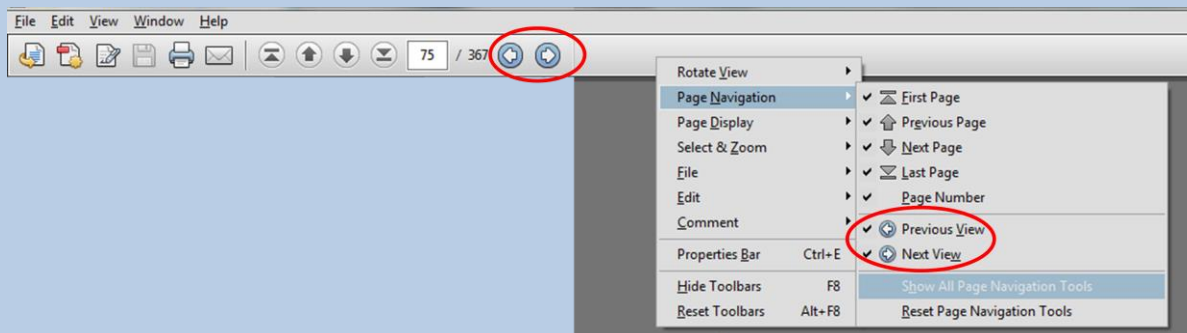 File Edit View Window Help
75 / 367
Rotate View
Page Navigation
Page Display
Select & Zoom
File
Edit
Comment
Properties Bar Ctrl+E
Hide Toolbars F8
Reset Toolbars Alt+F8
First Page
Previous Page
Next Page
Last Page
Page Number
Previous View
Next View
Show All Page Navigation Tools
Reset Page Navigation Tools